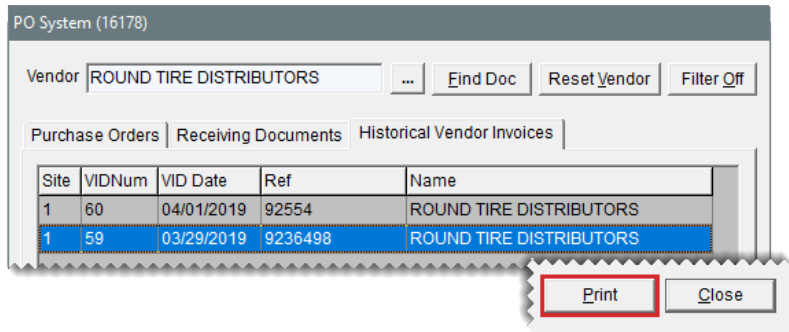 PO System (16178)
Vendor ROUND TIRE DISTRIBUTORS ... Find Doc Reset Vendor Filter Off
Purchase Orders Receiving Documents Historical Vendor Invoices
Site VIDNum VID Date Ref Name
1 60 04/01/2019 92554 ROUND TIRE DISTRIBUTORS
1 59 03/29/2019 9236498 ROUND TIRE DISTRIBUTORS
Print Close